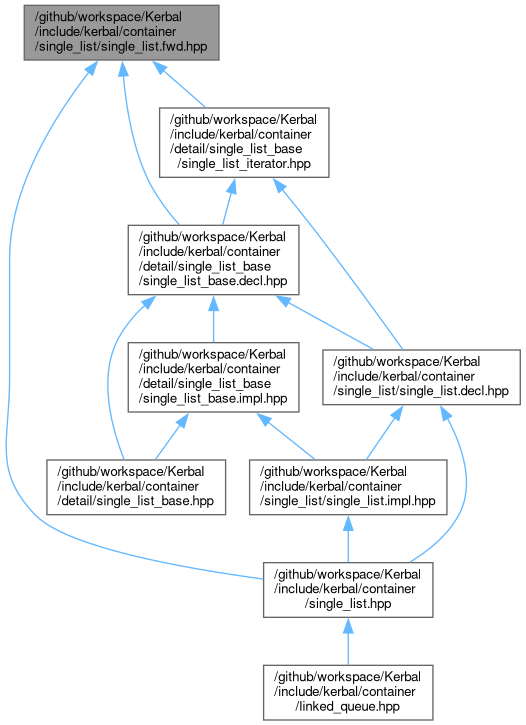 /github/workspace/Kerbal
/include/kerbal/container
/single_list/single_list.fwd.hpp
/github/workspace/Kerbal
/include/kerbal/container
/detail/single_list_base
/single_list_iterator.hpp
/github/workspace/Kerbal
/include/kerbal/container
/detail/single_list_base
/single_list_base.decl.hpp
/github/workspace/Kerbal
/include/kerbal/container
/detail/single_list_base
/single_list_base.impl.hpp
/github/workspace/Kerbal
/include/kerbal/container
/single_list/single_list.decl.hpp
/github/workspace/Kerbal
/include/kerbal/container
/detail/single_list_base.hpp
/github/workspace/Kerbal
/include/kerbal/container
/single_list/single_list.impl.hpp
/github/workspace/Kerbal
/include/kerbal/container
/single_list.hpp
/github/workspace/Kerbal
/include/kerbal/container
/linked_queue.hpp